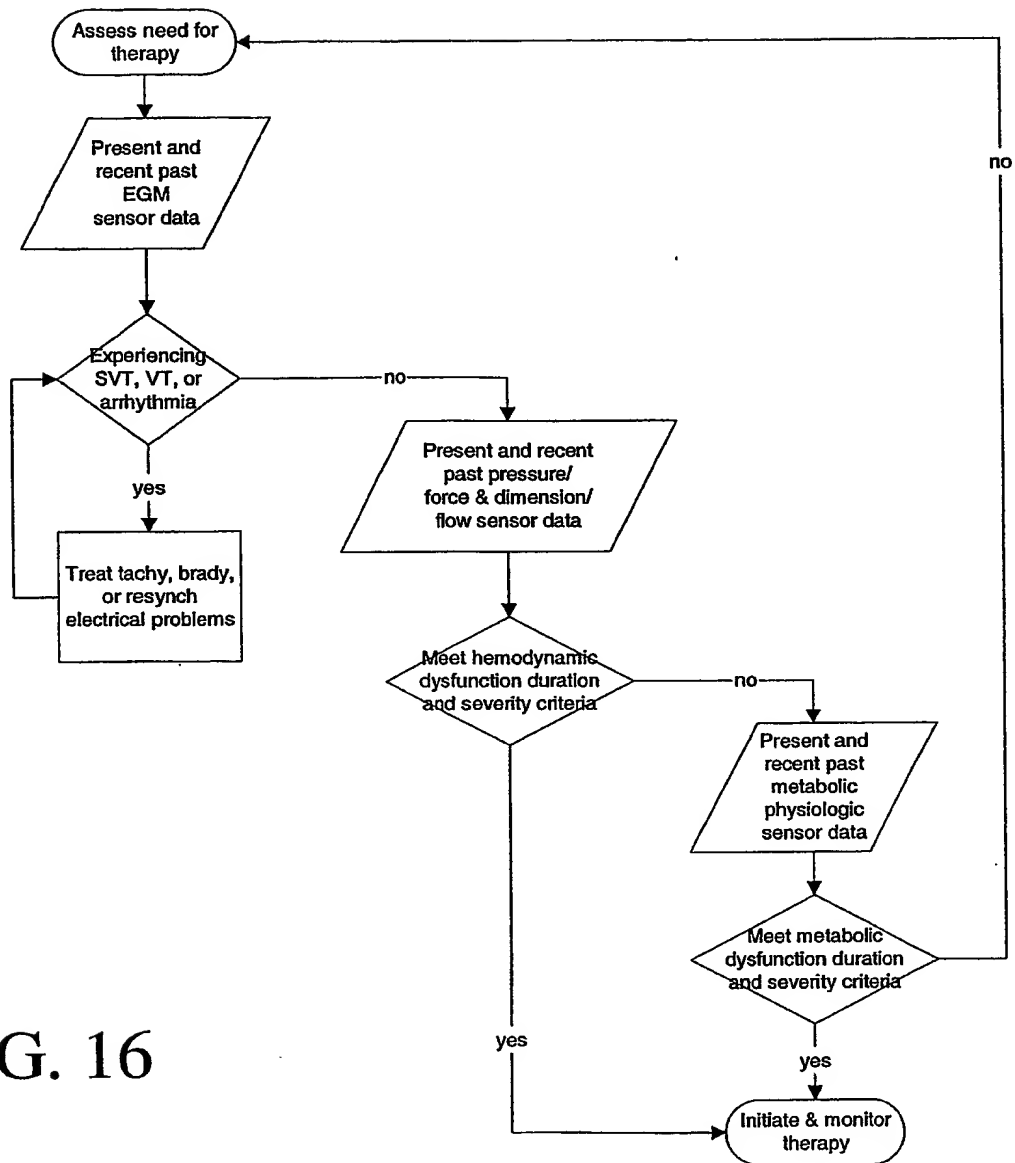 Assess need for
therapy
Present and
recent past
EGM
sensor data
Experiencing
SVT, VT, or
arrhythmia
no
yes
Treat tachy, brady,
or resynch
electrical problems
Present and recent
past pressure/
force & dimension/
flow sensor data
Meet hemodynamic
dysfunction duration
and severity criteria
no
Present and
recent past
metabolic
physiologic
sensor data
no
Meet metabolic
dysfunction duration
and severity criteria
yes
yes
Initiate & monitor
therapy
G. 16